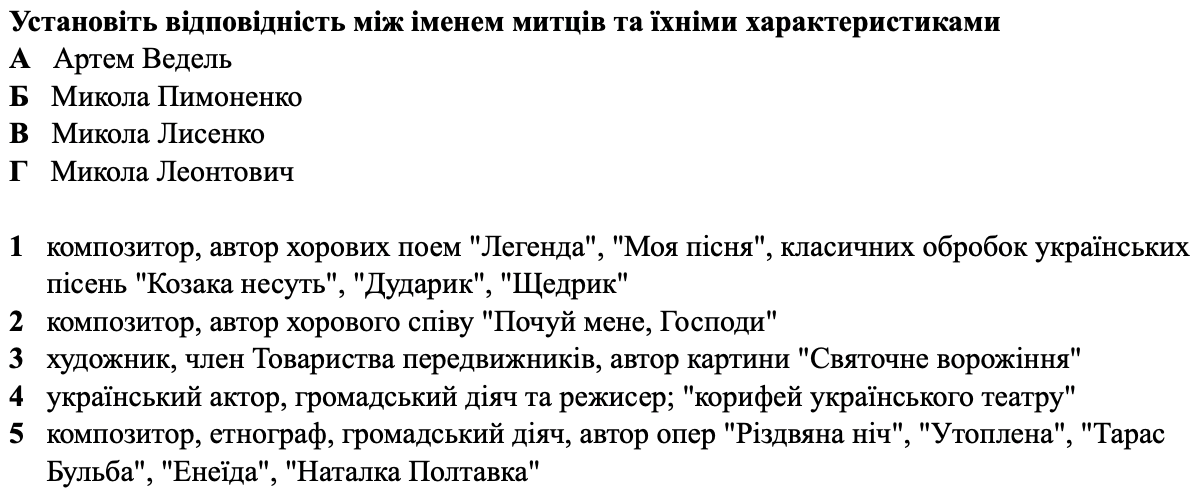 Установіть відповідність між іменем митців та їхніми характеристиками
А Артем Ведель
Б Микола Пимоненко
В Микола Лисенко
Г Микола Леонтович
1 композитор, автор хорових поем "Легенда", "Моя пісня", класичних обробок українських
пісень "Козака несуть", "Дударик", "Щедрик"
2 композитор, автор хорового співу "Почуй мене, Господи"
3 художник, член Товариства передвижників, автор картини "Святочне ворожіння"
4 український актор, громадський діяч та режисер; "корифей українського театру"
5 композитор, етнограф, громадський діяч, автор опер "Різдвяна ніч", "Утоплена", "Тарас
Бульба", "Енеїда", "Наталка Полтавка"